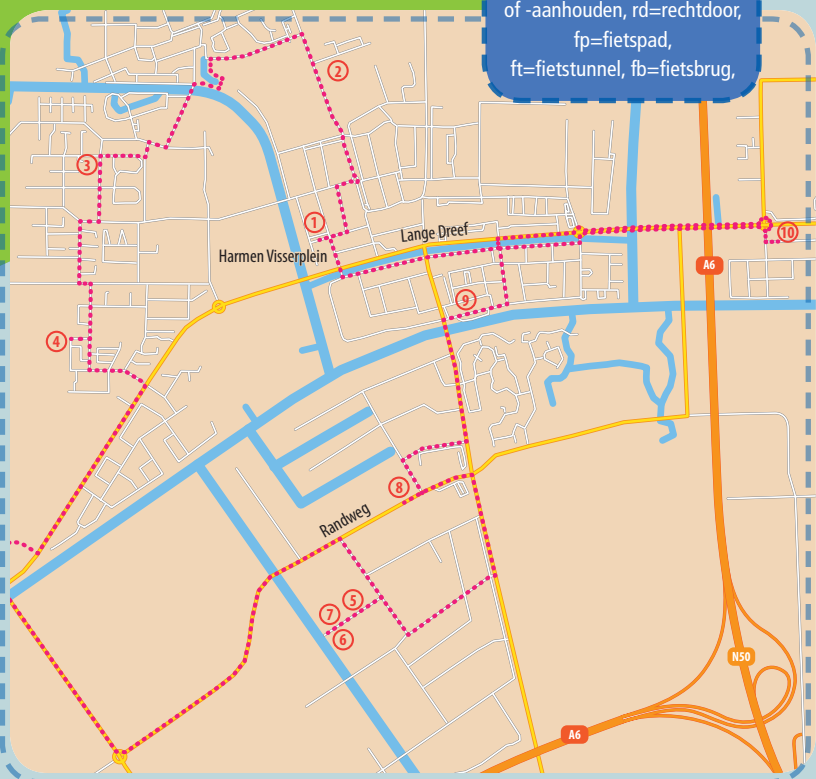 of -aanhouden, rd=rechtdoor,
fp=fietspad,
ft=fietstunnel, fb=fietsbrug,
2
3
1
Lange Dreef
Harmen Visserplein
10
A6
9
4
8
Randweg
5
7
6
N50
A6